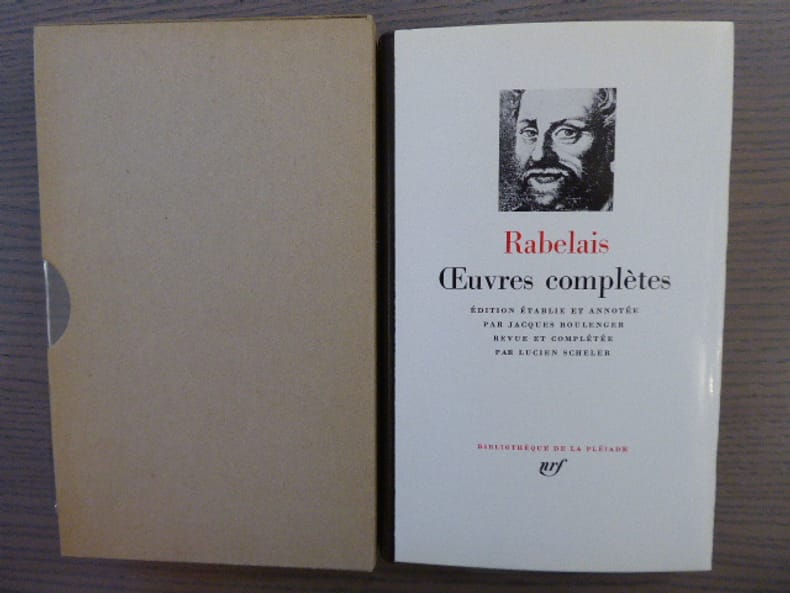 Rabelais
Œuvres complètes
ÉDITION ÉTABLIE ET ANNOTÉE
PAR JACQUES BOULENGER
REVUE ET COMPLÉTÉE
PAR LUCIEN SCHELER
BIBLIOTHÈQUE DE LA PLÉIADE
nrf